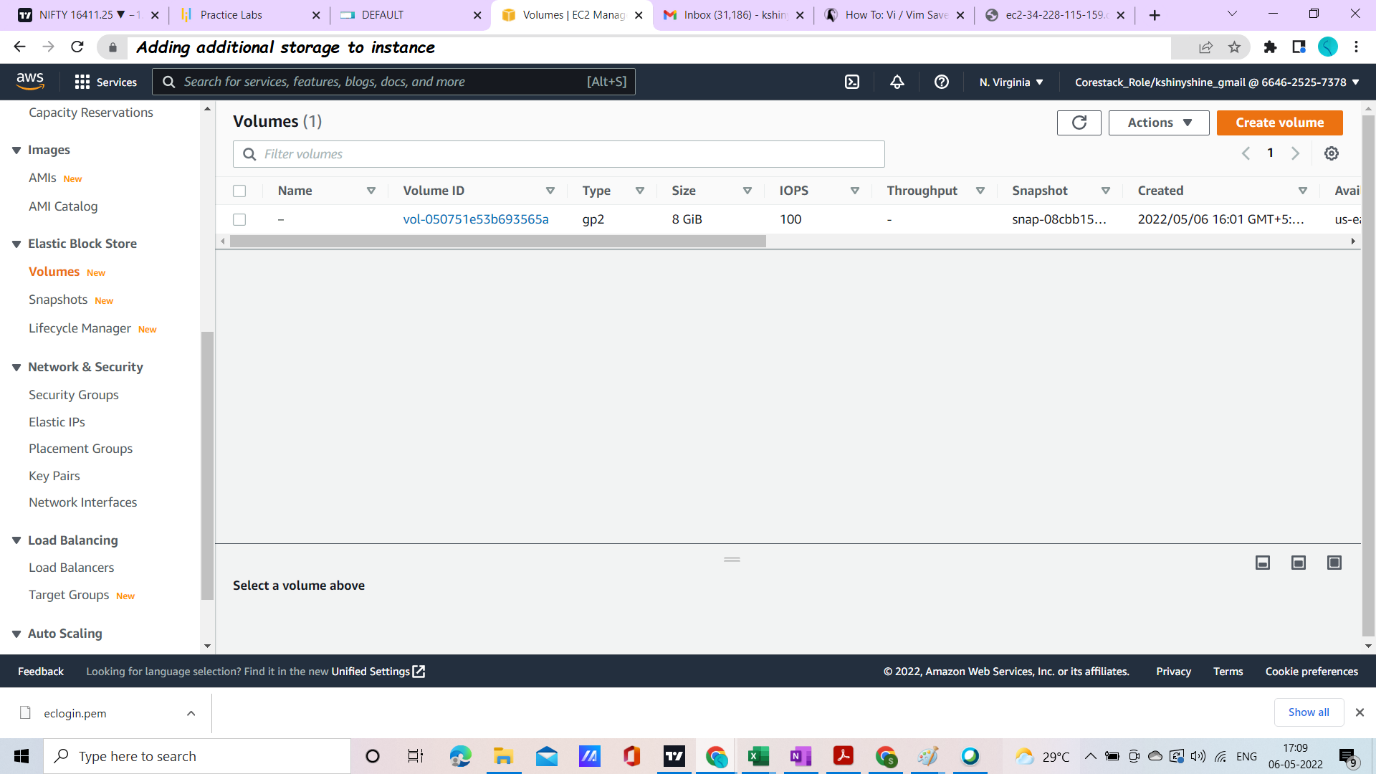 NIFTY 16411.25 ▼ −1
Practice Labs
DEFAULT
Volumes | EC2 Manag
Inbox (31,186) - kshin
How To: Vi / Vim Save
ec2-34-228-115-159.c
Adding additional storage to instance
aws
Services
Search for services, features, blogs, docs, and more
[Alt+S]
N. Virginia ▼
Corestack_Role/kshinyshine_gmail @ 6646-2525-7378 ▼
Capacity Reservations
Images
AMIs New
AMI Catalog
Elastic Block Store
Volumes New
Snapshots New
Lifecycle Manager New
Network & Security
Security Groups
Elastic IPs
Placement Groups
Key Pairs
Network Interfaces
Load Balancing
Load Balancers
Target Groups New
Auto Scaling
Volumes (1)
Actions ▼
Create volume
Filter volumes
1
Name Volume ID Type Size IOPS Throughput Snapshot Created Avai
– vol-050751e53b693565a gp2 8 GiB 100 - snap-08cbb15... 2022/05/06 16:01 GMT+5:... us-ea
Select a volume above
Feedback
Looking for language selection? Find it in the new Unified Settings
© 2022, Amazon Web Services, Inc. or its affiliates.
Privacy
Terms
Cookie preferences
eclogin.pem
Show all
Type here to search
29°C
ENG
17:09
06-05-2022
9